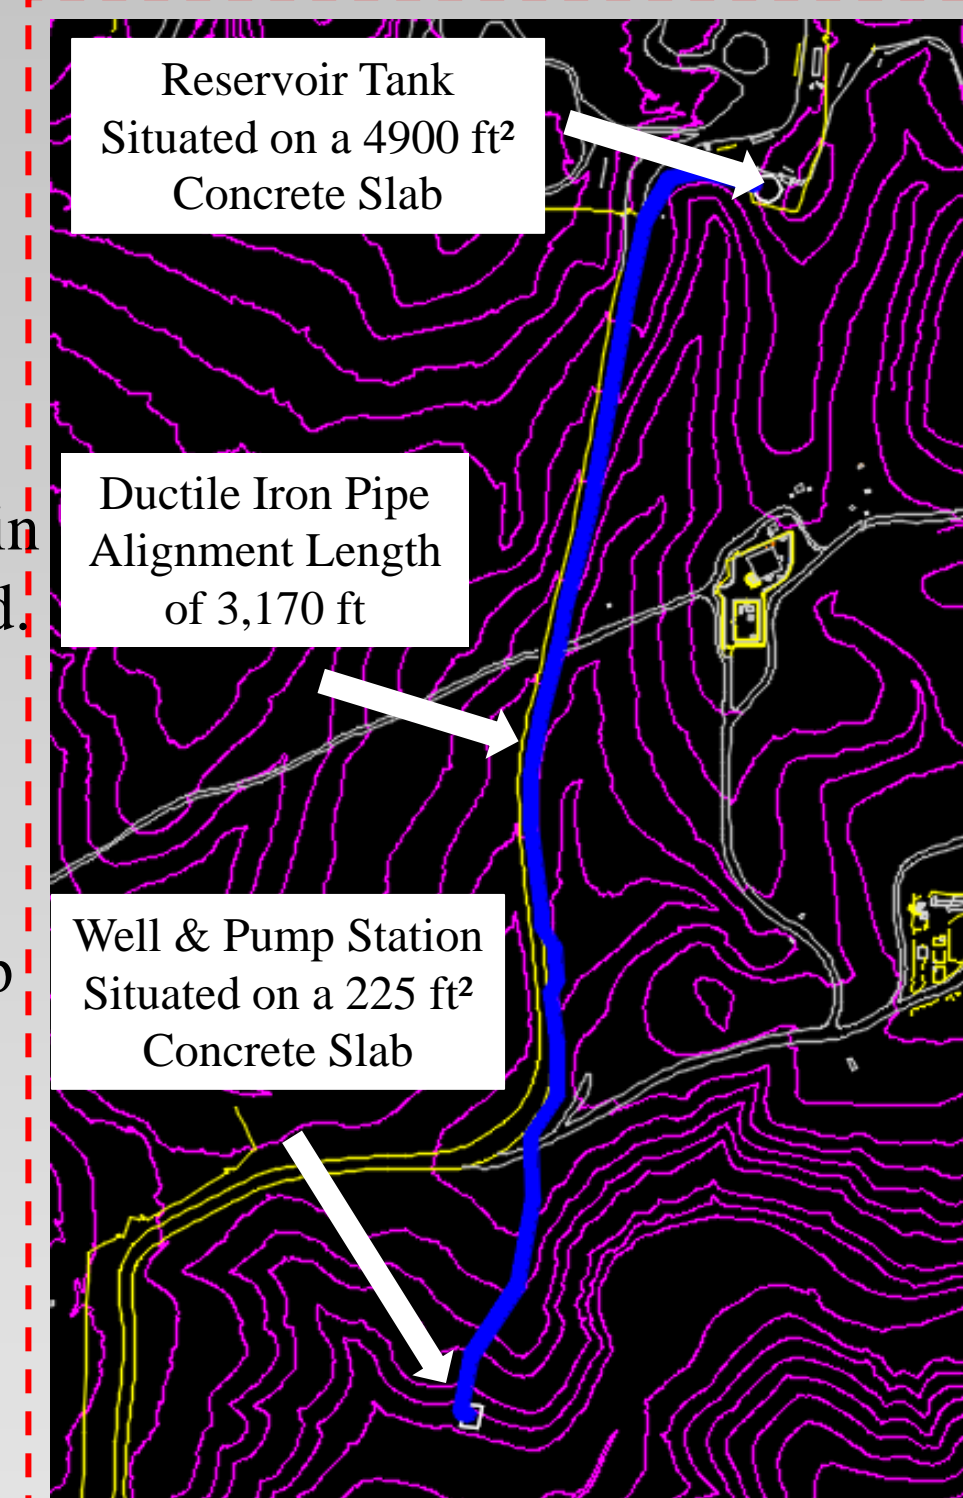 Reservoir Tank
Situated on a 4900 ft²
Concrete Slab
in
d.
Ductile Iron Pipe
Alignment Length
of 3,170 ft
Well & Pump Station
Situated on a 225 ft²
Concrete Slab